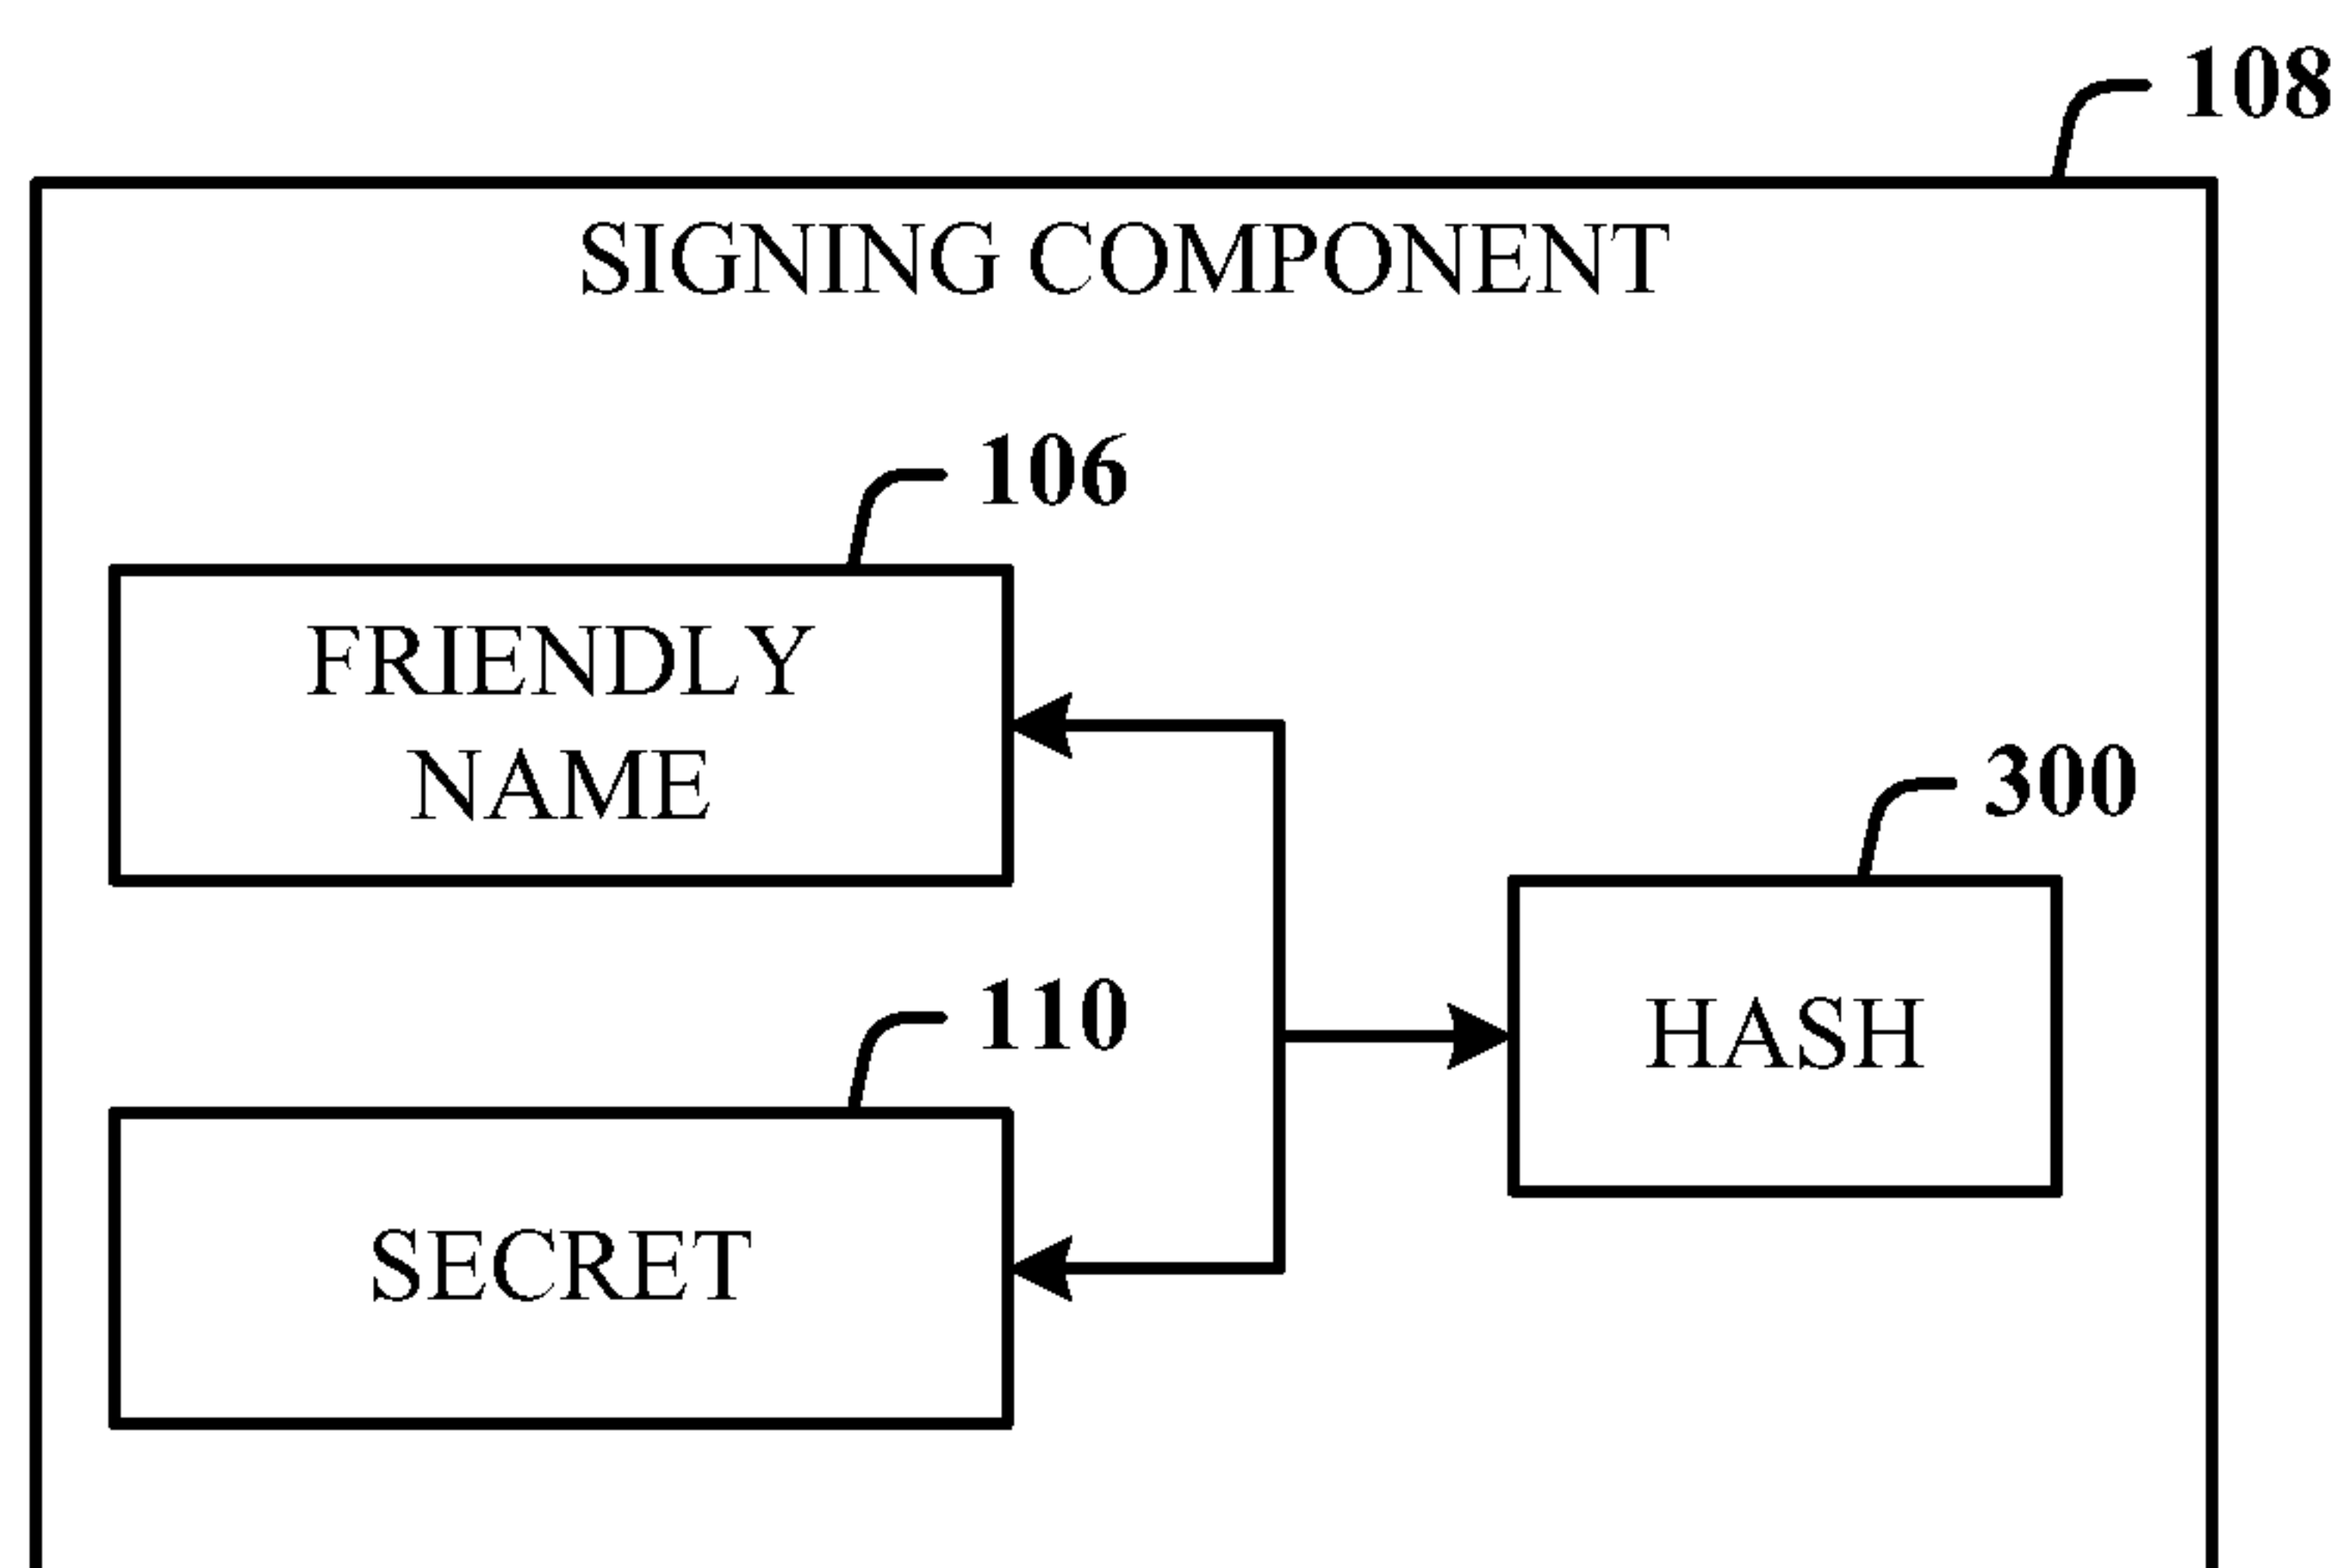 108
SIGNING COMPONENT
106
FRIENDLY
NAME
300
HASH
110
SECRET